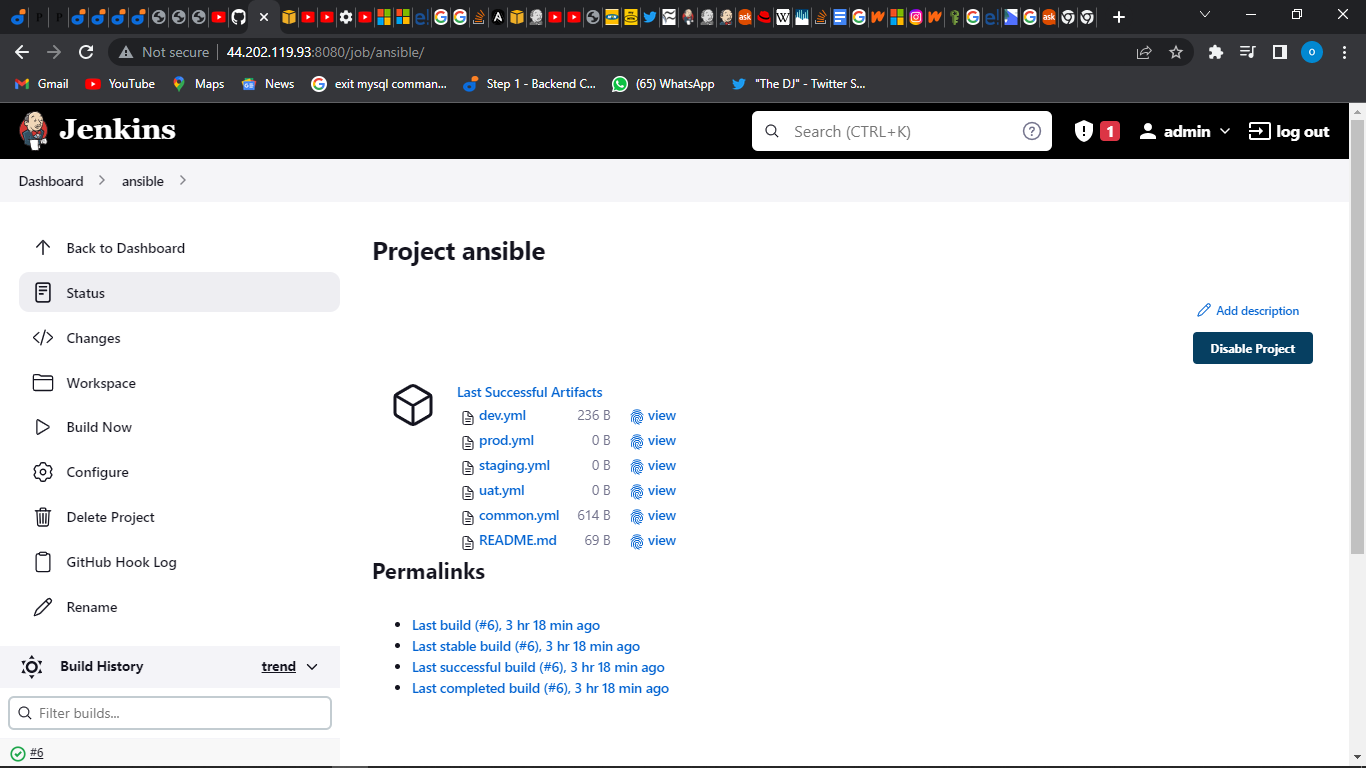 Not secure 44.202.119.93:8080/job/ansible/
Gmail YouTube Maps News exit mysql comman... Step 1 - Backend C... (65) WhatsApp "The DJ" - Twitter S...
Jenkins Search (CTRL+K) 1 admin log out
Dashboard ansible
Back to Dashboard
Status
Changes
Workspace
Build Now
Configure
Delete Project
GitHub Hook Log
Rename
Build History trend
Filter builds...
#6
Project ansible
Add description
Disable Project
Last Successful Artifacts
dev.yml 236 B view
prod.yml 0 B view
staging.yml 0 B view
uat.yml 0 B view
common.yml 614 B view
README.md 69 B view
Permalinks
Last build (#6), 3 hr 18 min ago
Last stable build (#6), 3 hr 18 min ago
Last successful build (#6), 3 hr 18 min ago
Last completed build (#6), 3 hr 18 min ago